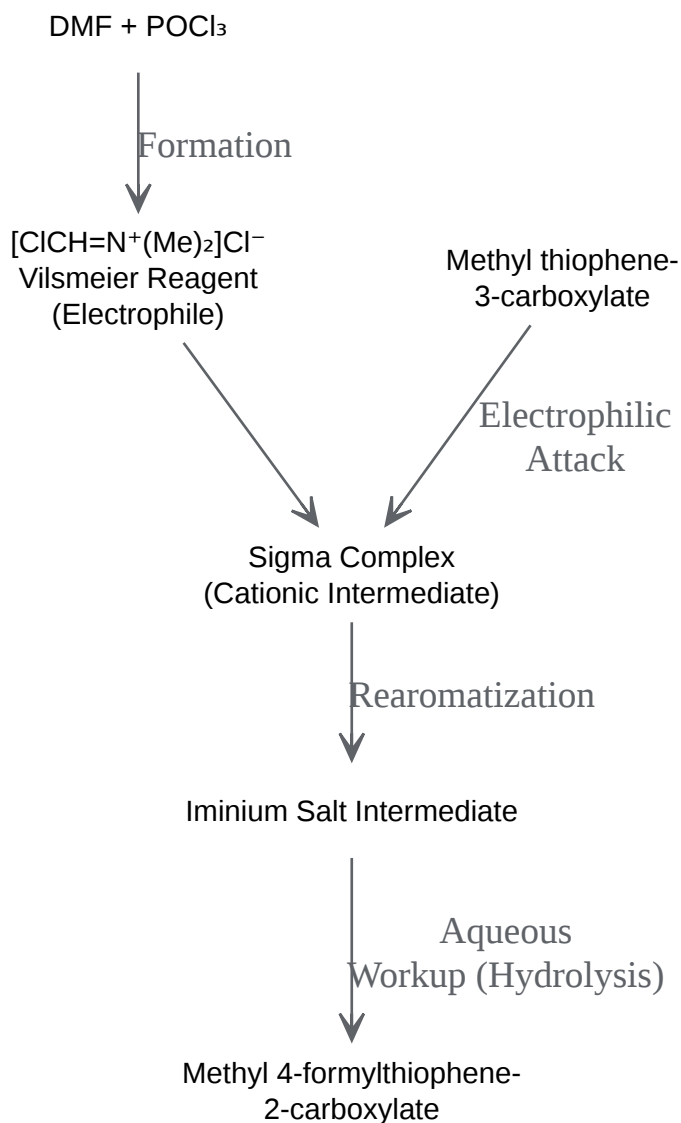 DMF + POCl₃
Formation
[ClCH=N⁺(Me)₂]Cl⁻
Vilsmeier Reagent
(Electrophile)
Methyl thiophene-
3-carboxylate
Electrophilic
Attack
Sigma Complex
(Cationic Intermediate)
Rearomatization
Iminium Salt Intermediate
Aqueous
Workup (Hydrolysis)
Methyl 4-formylthiophene-
2-carboxylate